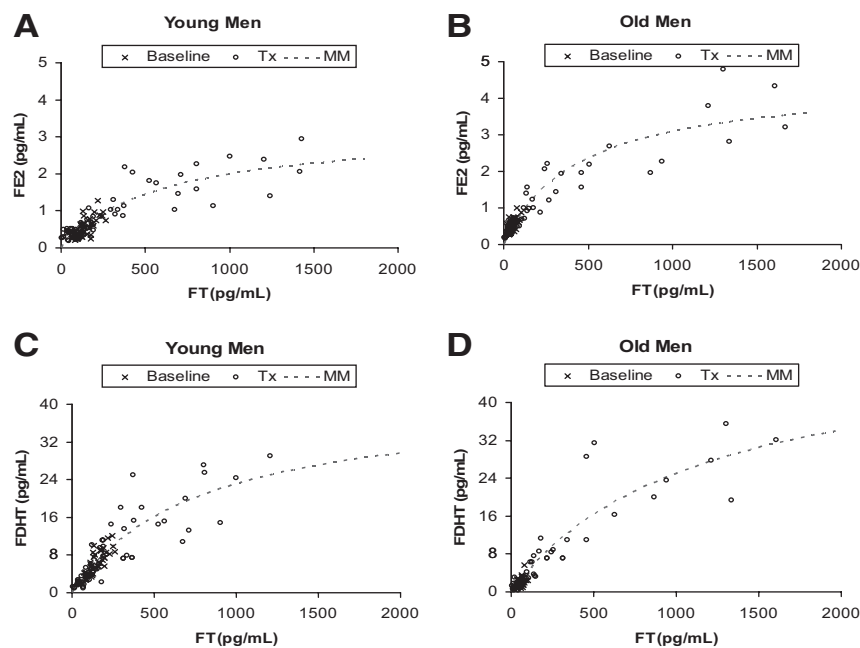 A
Young Men
× Baseline ○ Tx ----- MM
FE2 (pg/mL)
5
4
3
2
1
0
0 500 1000 1500 2000
FT(pg/mL)
B
Old Men
× Baseline ○ Tx ----- MM
FE2 (pg/mL)
5
4
3
2
1
0
0 500 1000 1500 2000
FT(pg/mL)
C
Young Men
× Baseline ○ Tx ----- MM
FDHT (pg/mL)
40
32
24
16
8
0
0 500 1000 1500 2000
FT(pg/mL)
D
Old Men
× Baseline ○ Tx ----- MM
FDHT (pg/mL)
40
32
24
16
8
0
0 500 1000 1500 2000
FT(pg/mL)